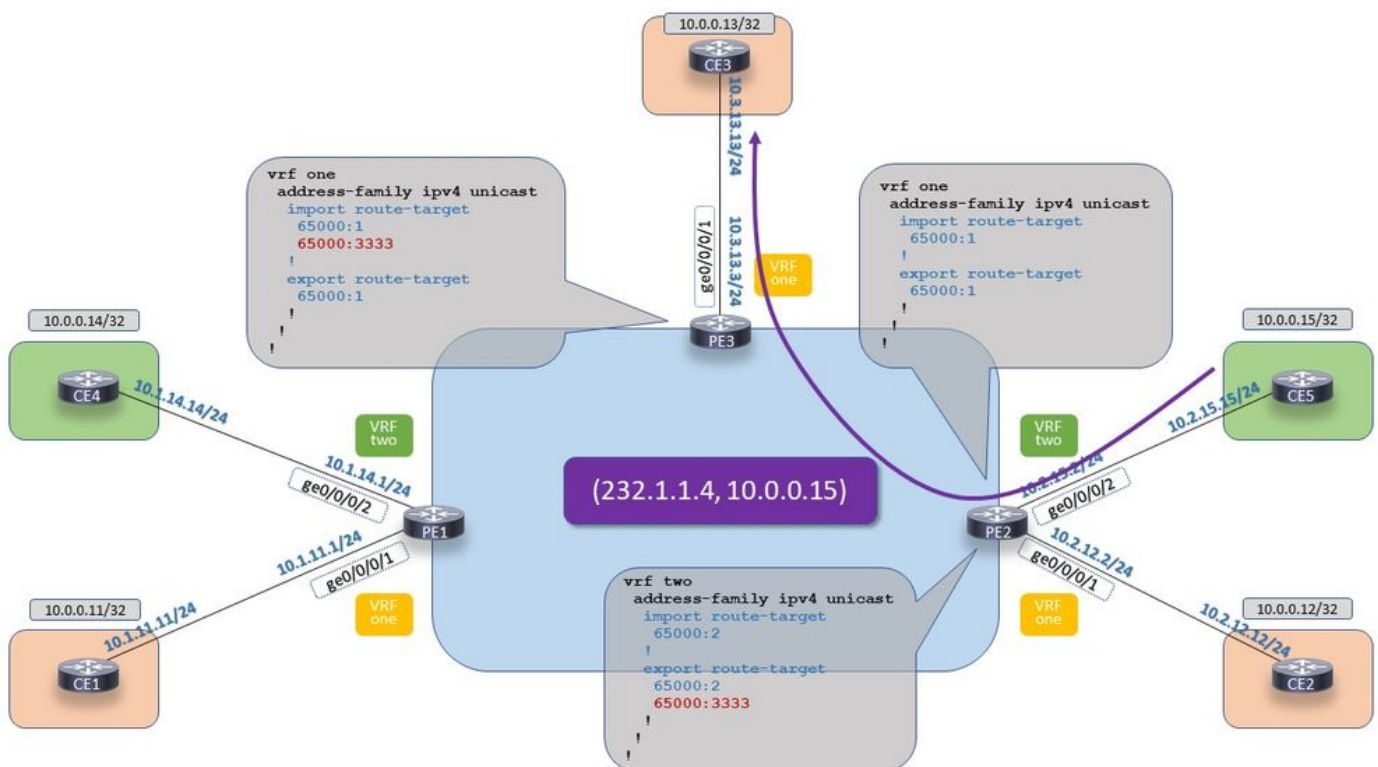 10.0.0.13/32
CE3
10.3.13.13/24
vrf one
address-family ipv4 unicast
import route-target
65000:1
65000:3333
!
export route-target
65000:1
!
!
!
vrf one
address-family ipv4 unicast
import route-target
65000:1
!
export route-target
65000:1
!
!
!
ge0/0/0/1
10.3.13.3/24
VRF
one
PE3
10.0.0.14/32
CE4
10.1.14.14/24
VRF
two
10.1.14.1/24
ge0/0/0/2
PE1
10.0.0.15/32
CE5
10.2.15.15/24
VRF
two
10.2.15.2/24
ge0/0/0/2
PE2
(232.1.1.4, 10.0.0.15)
10.1.11.1/24
ge0/0/0/1
VRF
one
10.0.0.11/32
10.1.11.11/24
CE1
vrf two
address-family ipv4 unicast
import route-target
65000:2
!
export route-target
65000:2
65000:3333
!
!
!
10.2.12.2/24
ge0/0/0/1
VRF
one
10.0.0.12/32
10.2.12.12/24
CE2